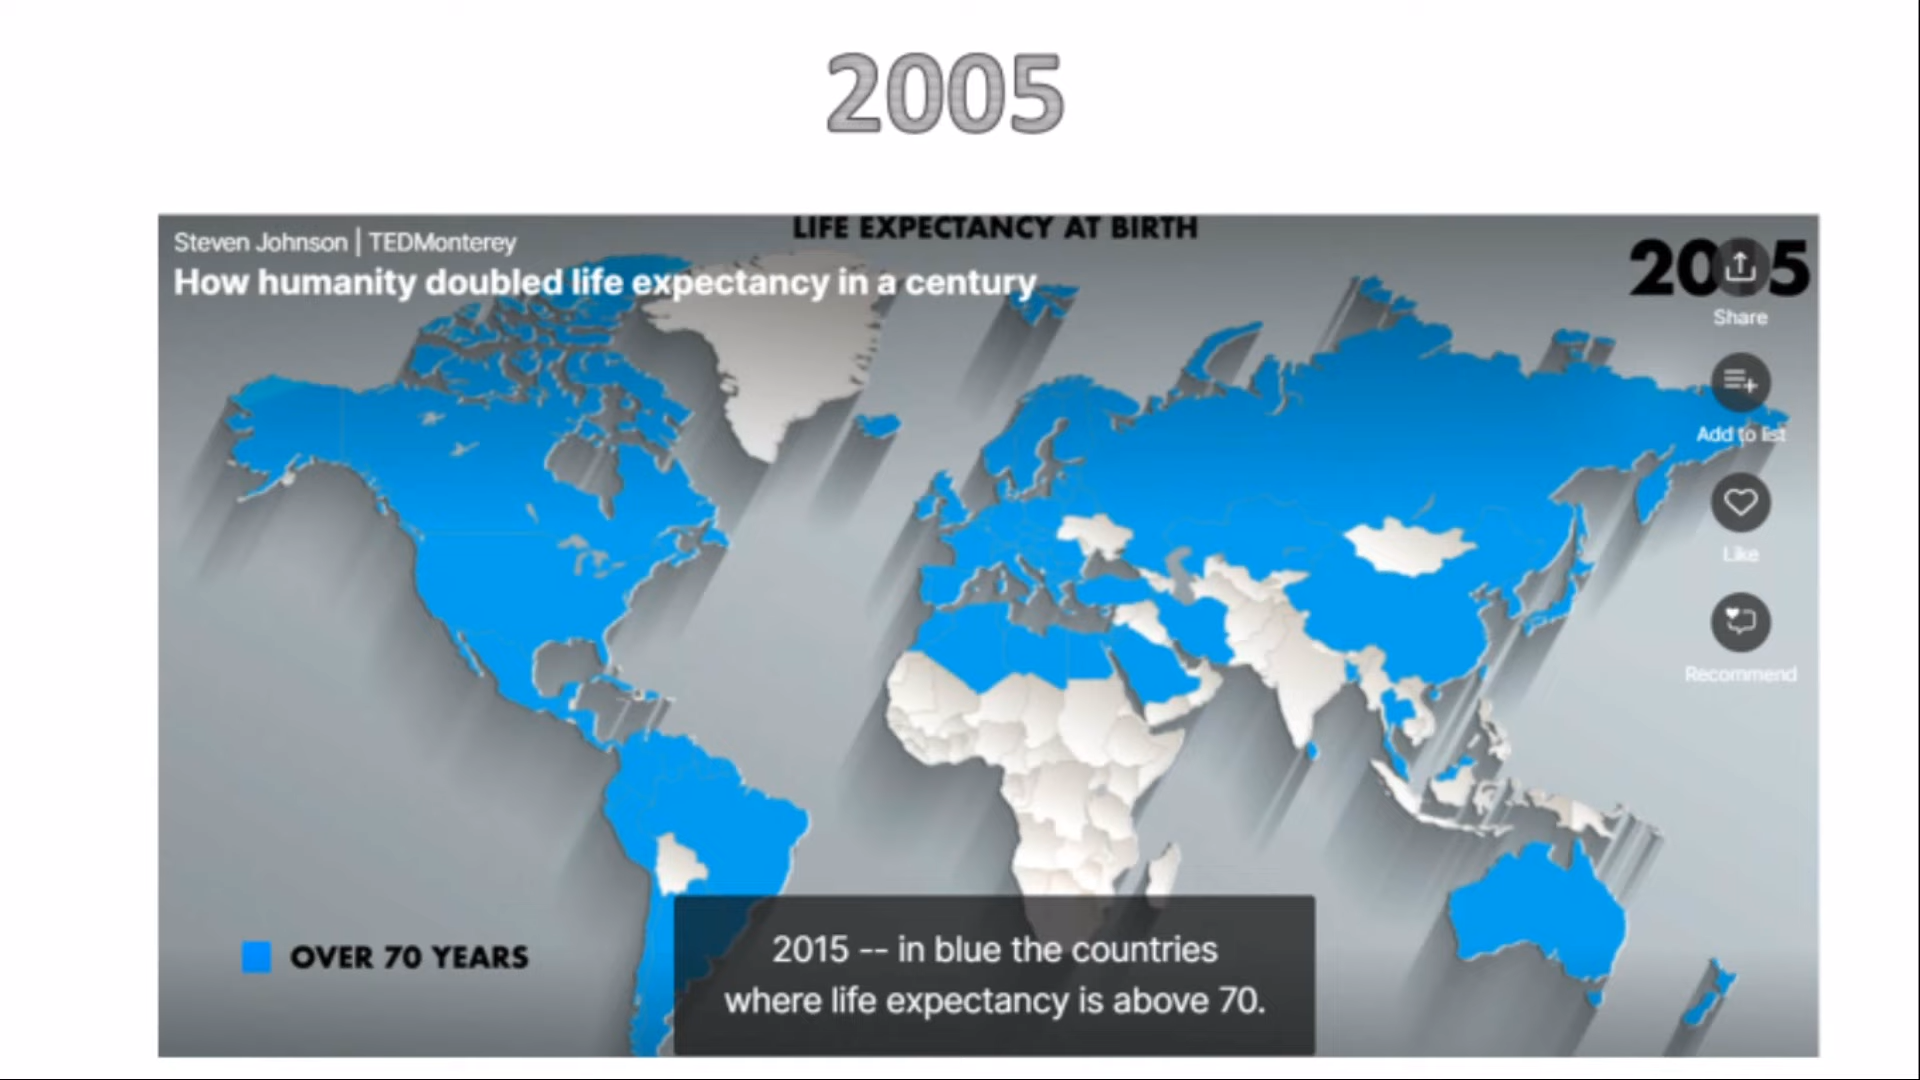 2005
LIFE EXPECTANCY AT BIRTH
Steven Johnson | TEDMonterey
How humanity doubled life expectancy in a century
Share
Add to list
Like
Recommend
OVER 70 YEARS
2015 -- in blue the countries
where life expectancy is above 70.